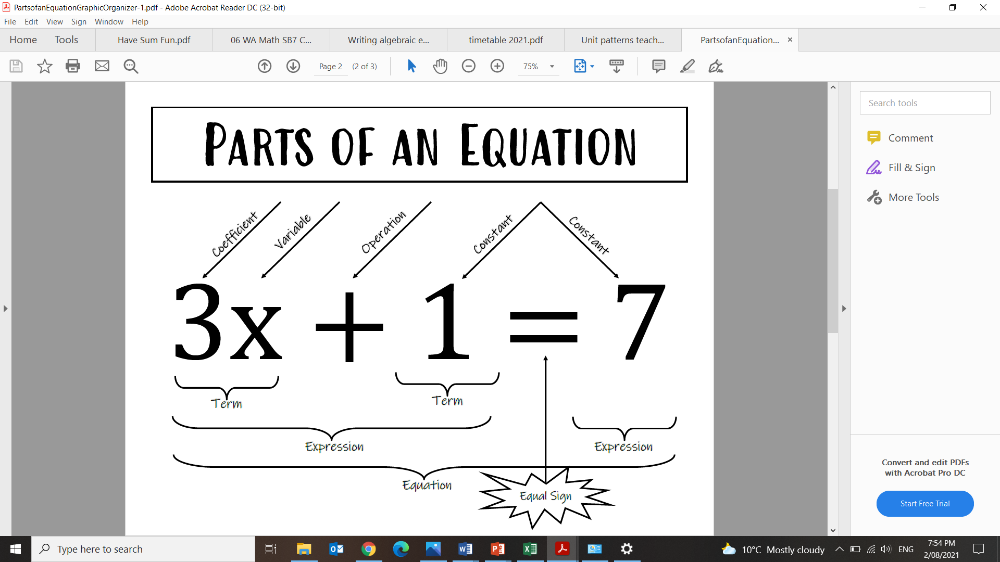 PartsofanEquationGraphicOrganizer-1.pdf - Adobe Acrobat Reader DC (32-bit)
File Edit View Sign Window Help
Home Tools Have Sum Fun.pdf 06 WA Math SB7 C... Writing algebraic e... timetable 2021.pdf Unit patterns teach... PartsofanEquation... ×
Page 2 (2 of 3) 75%
Search tools
Comment
Fill & Sign
More Tools
PARTS OF AN EQUATION
Coefficient Variable Operation Constant Constant
3x + 1 = 7
Term Term
Expression Expression
Equation
Equal Sign
Convert and edit PDFs
with Acrobat Pro DC
Start Free Trial
Type here to search
10°C Mostly cloudy ENG
7:54 PM
2/08/2021